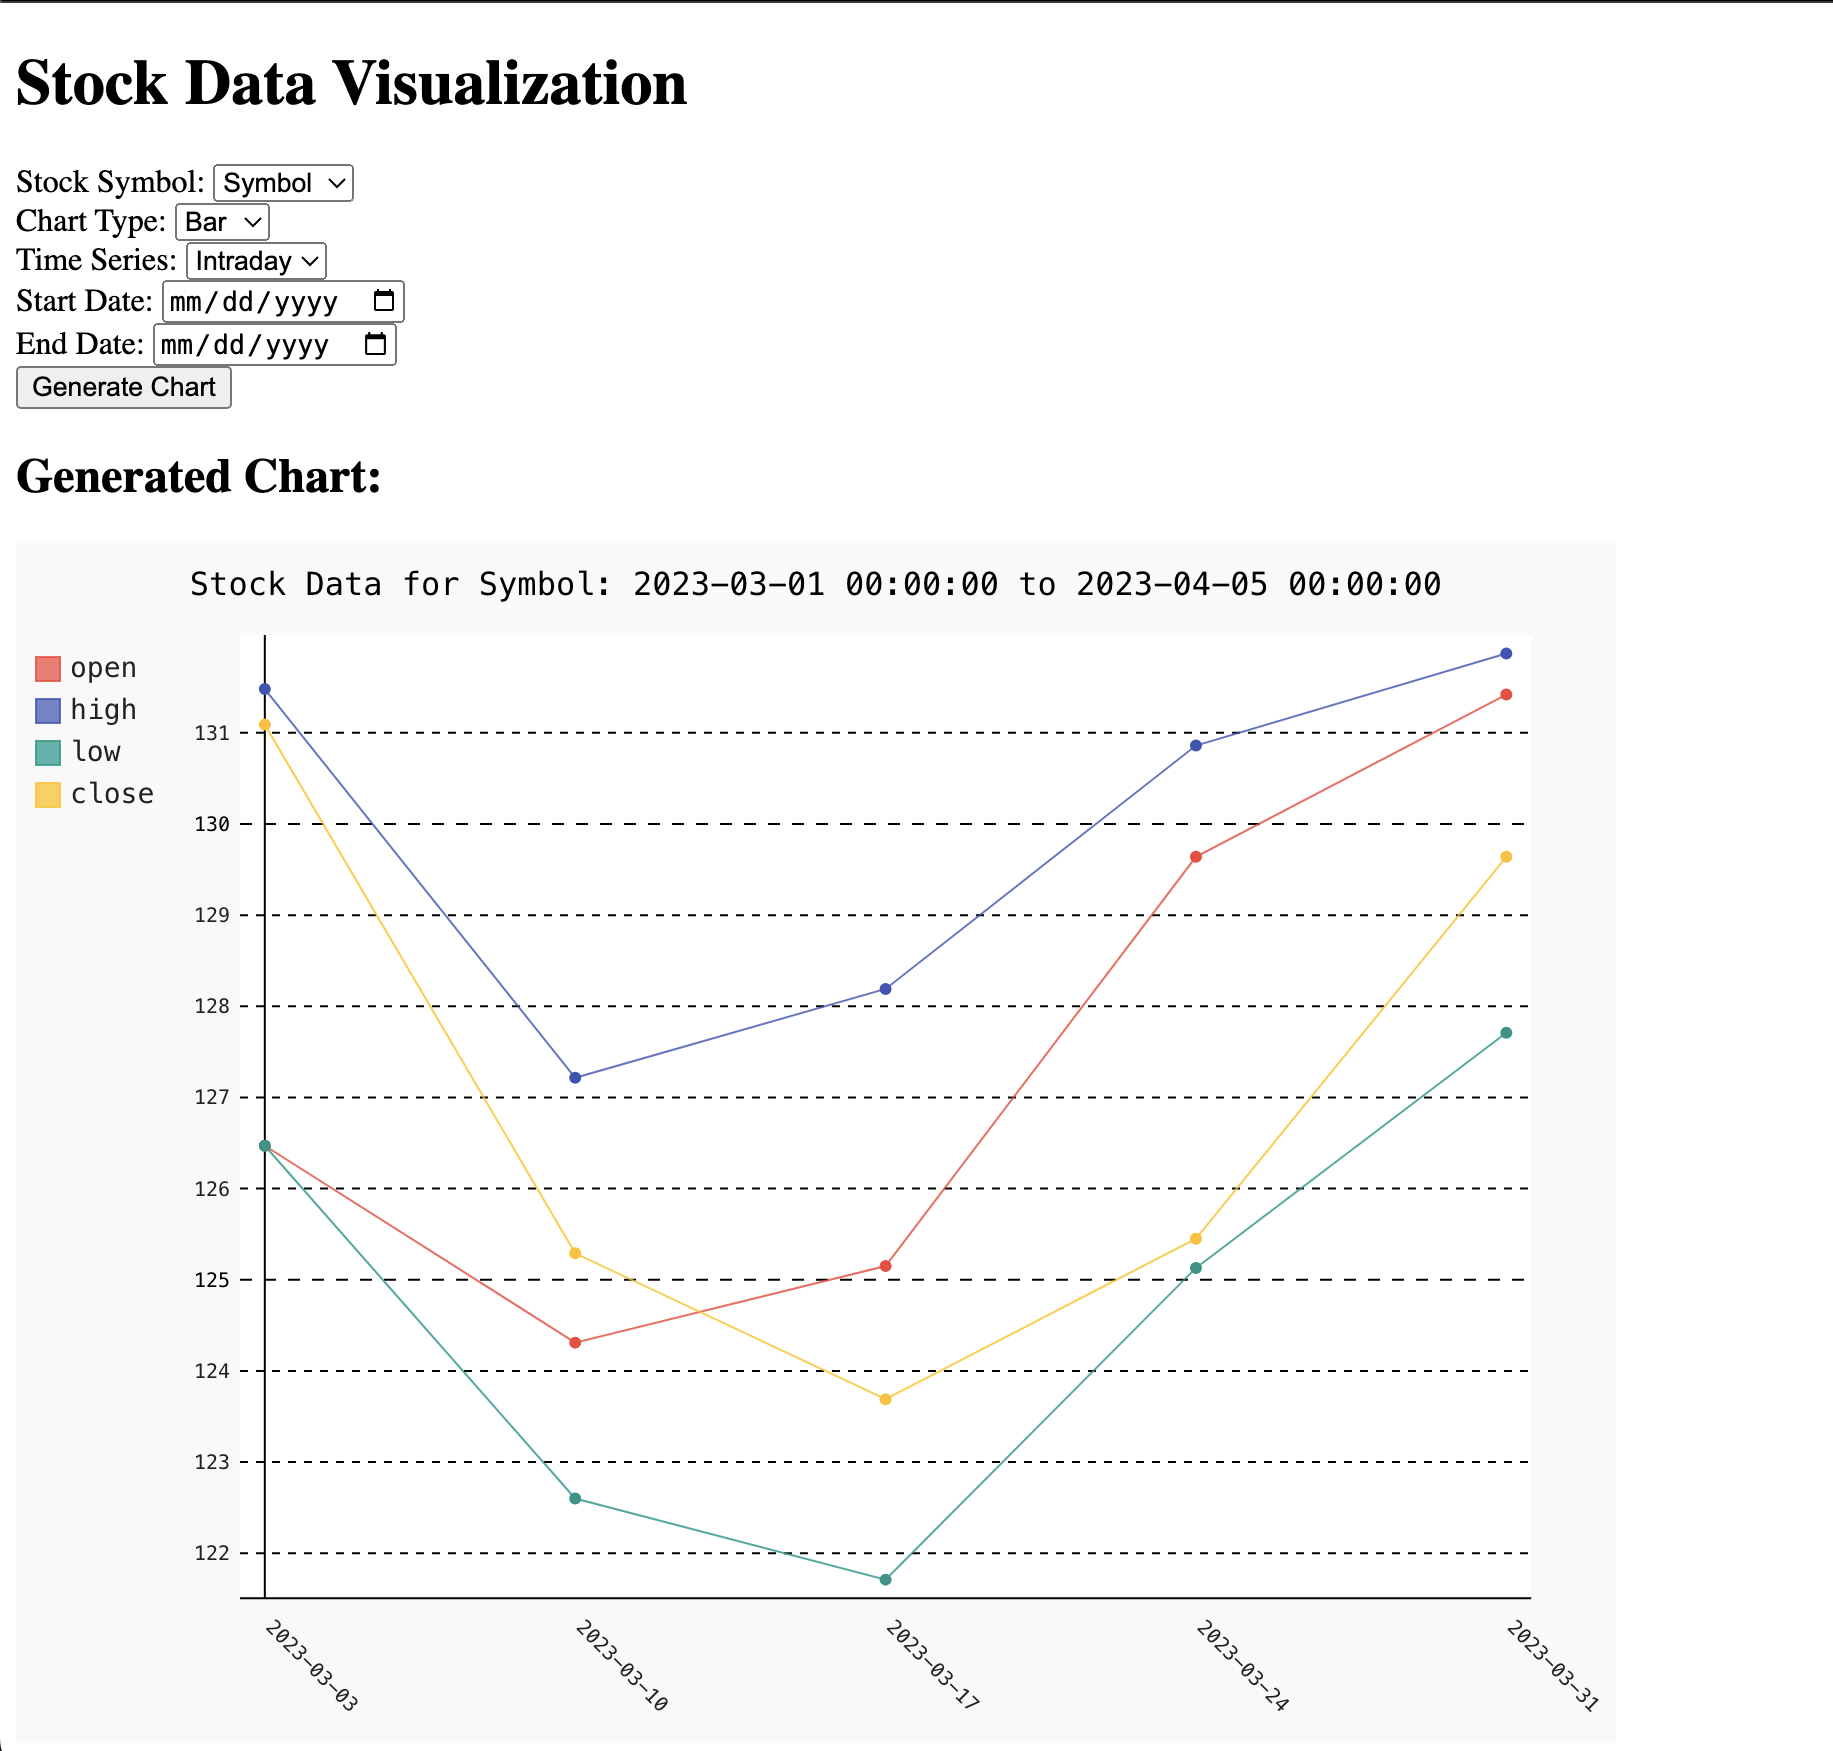 Stock Data Visualization
Stock Symbol: Symbol
Chart Type: Bar
Time Series: Intraday
Start Date: mm/dd/yyyy
End Date: mm/dd/yyyy
Generate Chart
Generated Chart:
Stock Data for Symbol: 2023-03-01 00:00:00 to 2023-04-05 00:00:00
open
high
low
close
131
130
129
128
127
126
125
124
123
122
2023-03-03
2023-03-10
2023-03-17
2023-03-24
2023-03-31